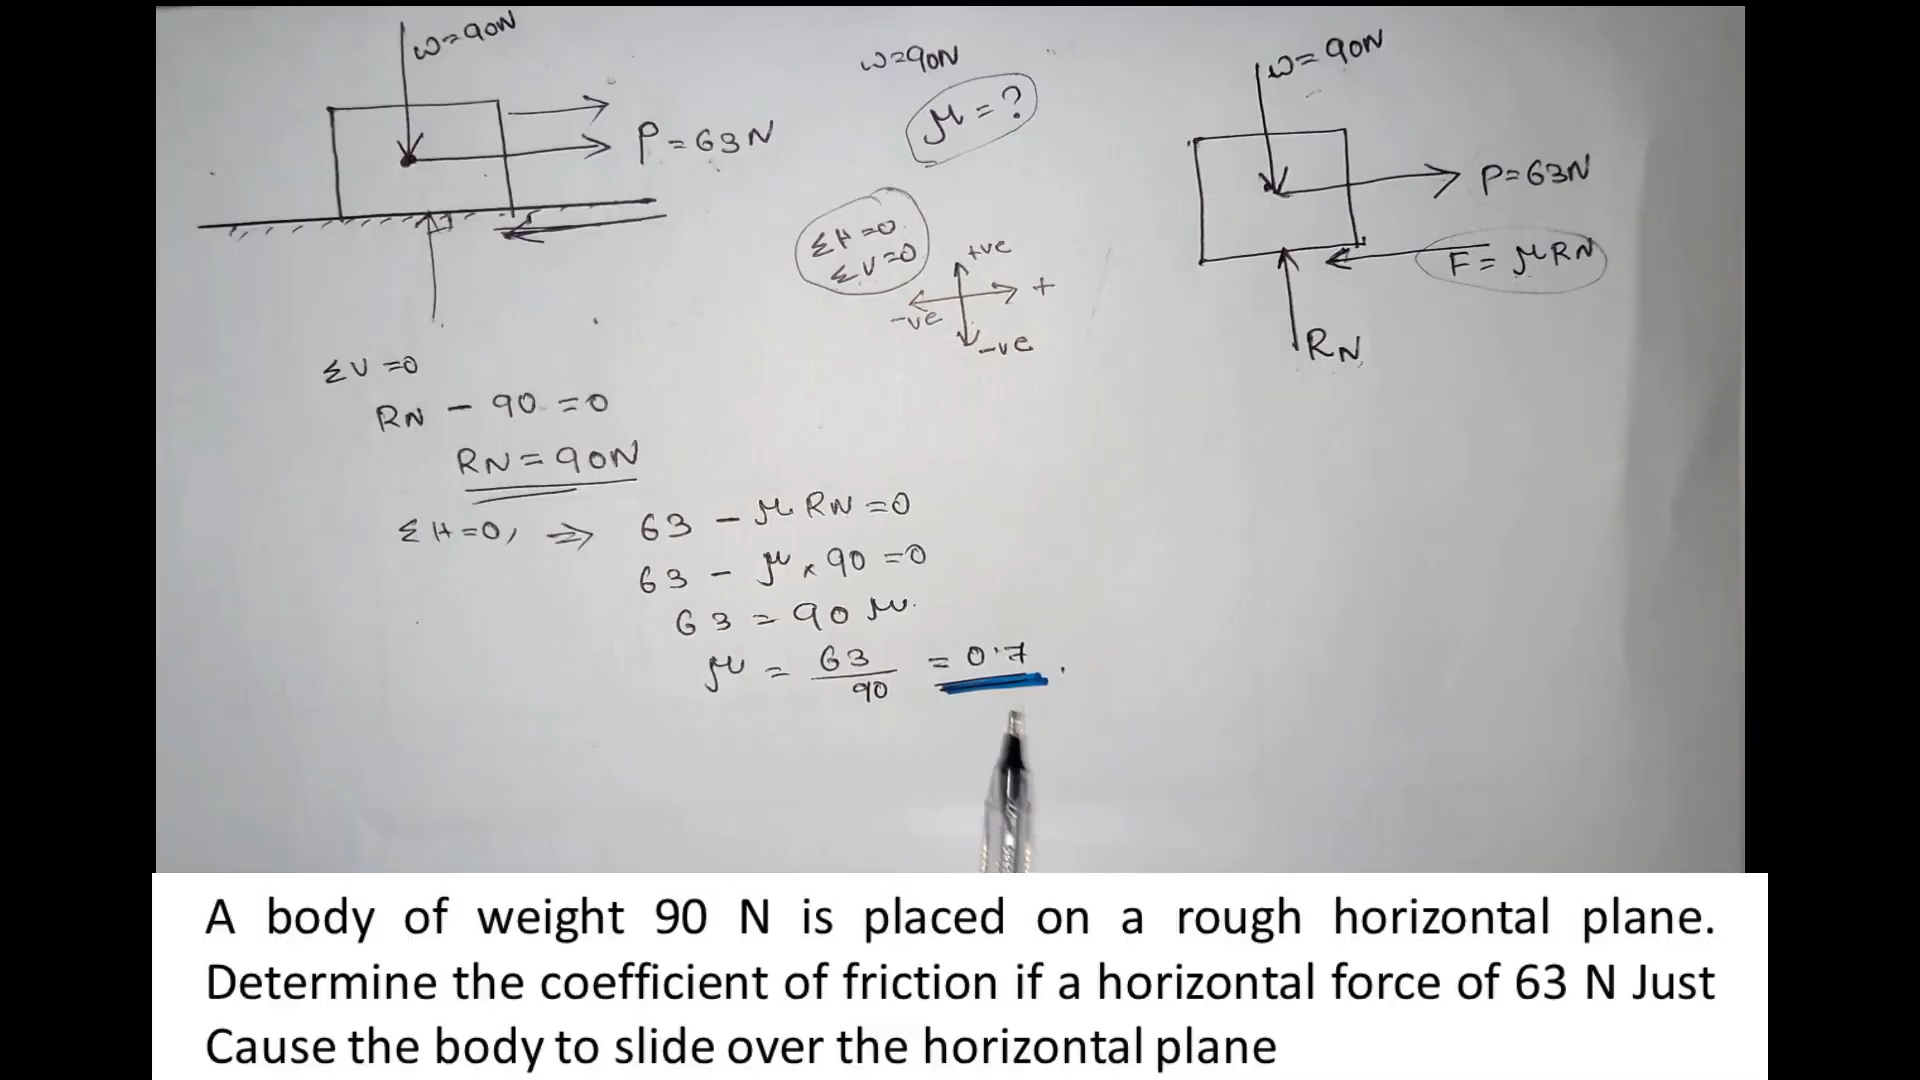 W=90N
P=63N
W=90N
μ=?
ΣH=0
ΣV=0
+ve
+
-ve
-ve
W=90N
P=63N
F=μRN
RN
ΣV=0
RN - 90 =0
RN=90N
ΣH=0, ⇒ 63 - μRN=0
63 - μ×90=0
63 = 90μ.
μ = 63/90 = 0.7
A body of weight 90 N is placed on a rough horizontal plane.
Determine the coefficient of friction if a horizontal force of 63 N Just
Cause the body to slide over the horizontal plane